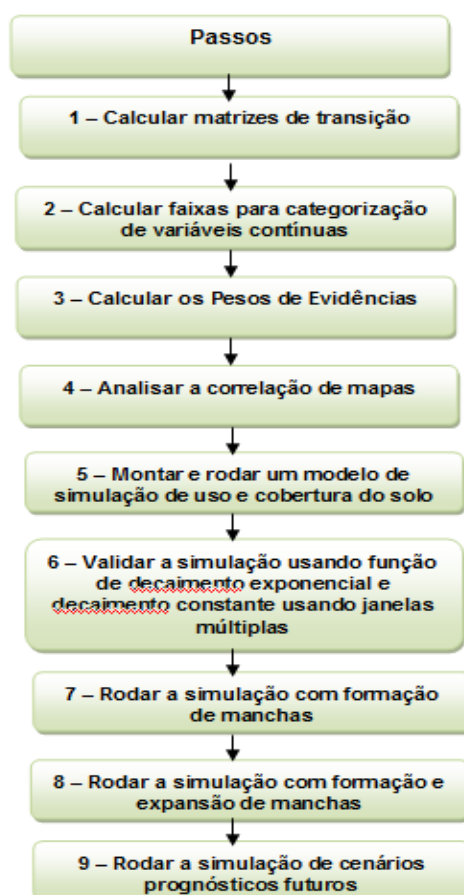 Passos
1 – Calcular matrizes de transição
2 – Calcular faixas para categorização
de variáveis contínuas
3 – Calcular os Pesos de Evidências
4 – Analisar a correlação de mapas
5 – Montar e rodar um modelo de
simulação de uso e cobertura do solo
6 – Validar a simulação usando função
de decaimento exponencial e
decaimento constante usando janelas
múltiplas
7 – Rodar a simulação com formação
de manchas
8 – Rodar a simulação com formação e
expansão de manchas
9 – Rodar a simulação de cenários
prognósticos futuros